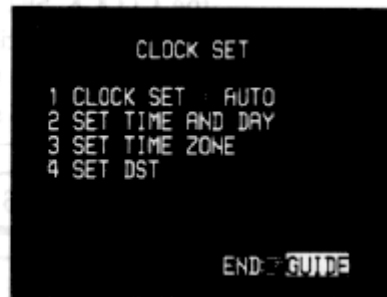 CLOCK SET
1 CLOCK SET : AUTO
2 SET TIME AND DAY
3 SET TIME ZONE
4 SET DST
END:☞GUIDE